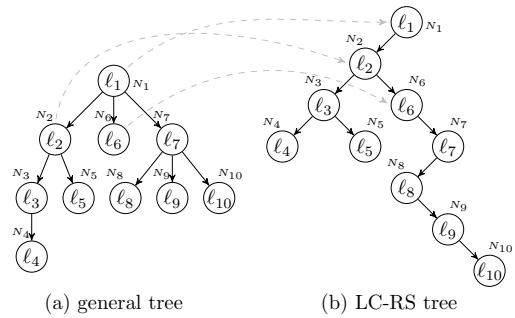 ℓ1 N1
N2 N6 N7
ℓ2 ℓ6 ℓ7
N3 N5 N8 N9 N10
ℓ3 ℓ5 ℓ8 ℓ9 ℓ10
N4
ℓ4
(a) general tree
ℓ1 N1
N2
ℓ2
N3 N6
ℓ3 ℓ6
N4 N5 N7
ℓ4 ℓ5 ℓ7
N8
ℓ8
N9
ℓ9
N10
ℓ10
(b) LC-RS tree